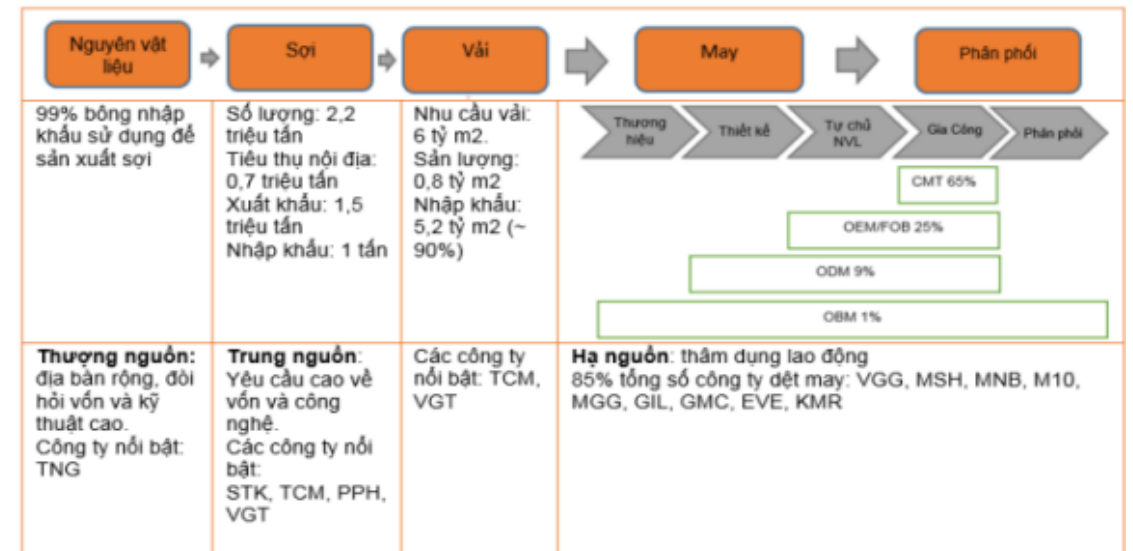 Nguyên vật
liệu
Sợi
Vải
May
Phân phối
99% bông nhập
khẩu sử dụng để
sản xuất sợi
Số lượng: 2,2
triệu tấn
Tiêu thụ nội địa:
0,7 triệu tấn
Xuất khẩu: 1,5
triệu tấn
Nhập khẩu: 1 tấn
Nhu cầu vải:
6 tỷ m2.
Sản lượng:
0,8 tỷ m2
Nhập khẩu:
5,2 tỷ m2 (~
90%)
Thương
hiệu
Thiết kế
Tự chủ
NVL
Gia Công
Phân phối
CMT 65%
OEM/FOB 25%
ODM 9%
OBM 1%
Thượng nguồn:
địa bàn rộng, đòi
hỏi vốn và kỹ
thuật cao.
Công ty nổi bật:
TNG
Trung nguồn:
Yêu cầu cao về
vốn và công
nghệ.
Các công ty nổi
bật:
STK, TCM, PPH,
VGT
Các công ty
nổi bật: TCM,
VGT
Hạ nguồn: thâm dụng lao động
85% tổng số công ty dệt may: VGG, MSH, MNB, M10,
MGG, GIL, GMC, EVE, KMR